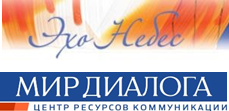 Эхо Небес
МИР ДИАЛОГА
ЦЕНТР РЕСУРСОВ КОММУНИКАЦИИ